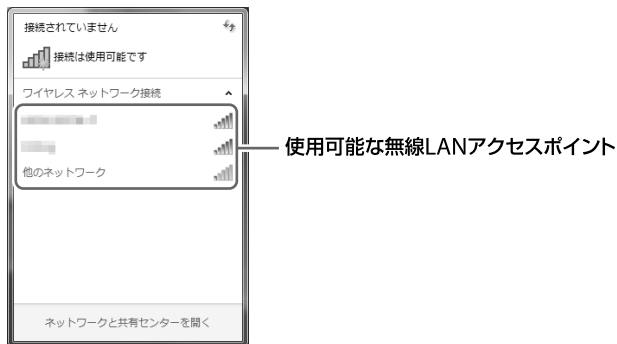 接続されていません
接続は使用可能です
ワイヤレス ネットワーク接続
他のネットワーク
ネットワークと共有センターを開く
使用可能な無線LANアクセスポイント